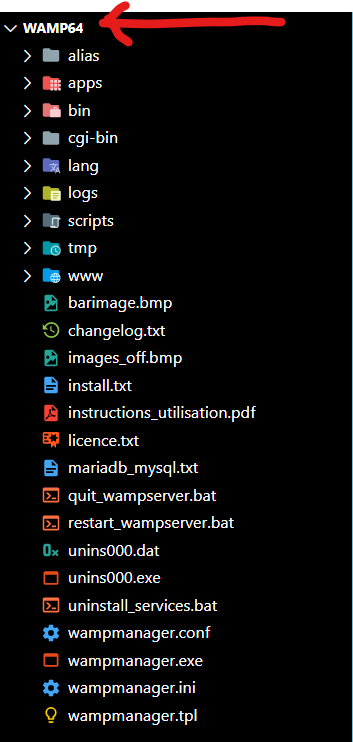 WAMP64
alias
apps
bin
cgi-bin
lang
logs
scripts
tmp
www
barimage.bmp
changelog.txt
images_off.bmp
install.txt
instructions_utilisation.pdf
licence.txt
mariadb_mysql.txt
quit_wampserver.bat
restart_wampserver.bat
unins000.dat
unins000.exe
uninstall_services.bat
wampmanager.conf
wampmanager.exe
wampmanager.ini
wampmanager.tpl